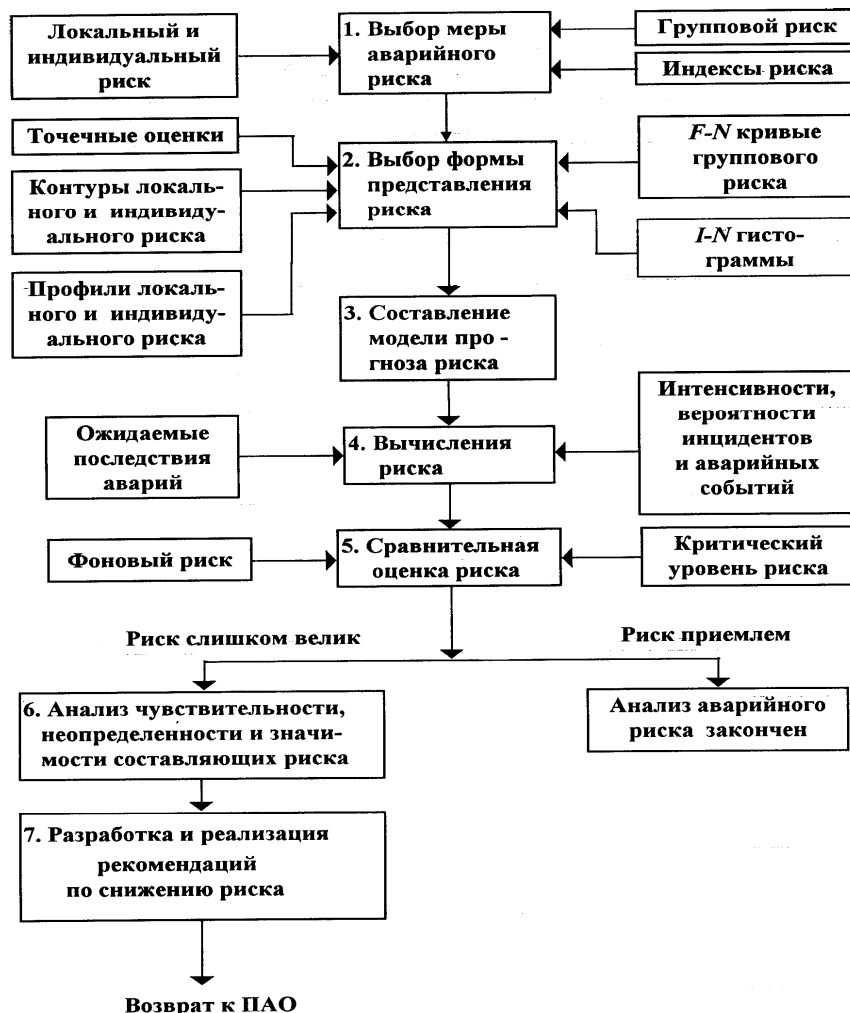 Локальный и
индивидуальный
риск
1. Выбор меры
аварийного
риска
Групповой риск
Индексы риска
Точечные оценки
Контуры локаль-
ного и индивиду-
ального риска
Профили локаль-
ного и индивиду-
ального риска
2. Выбор формы
представления
риска
F-N кривые
группового
риска
I-N гисто-
граммы
3. Составление
модели про -
гноза риска
Ожидаемые
последствия
аварий
4. Вычисления
риска
Интенсивности,
вероятности
инцидентов
и аварийных
событий
Фоновый риск
5. Сравнительная
оценка риска
Критический
уровень риска
Риск слишком велик
Риск приемлем
6. Анализ чувствительности,
неопределенности и значи-
мости составляющих риска
Анализ аварийного
риска закончен
7. Разработка и реализация
рекомендаций
по снижению риска
Возврат к ПАО